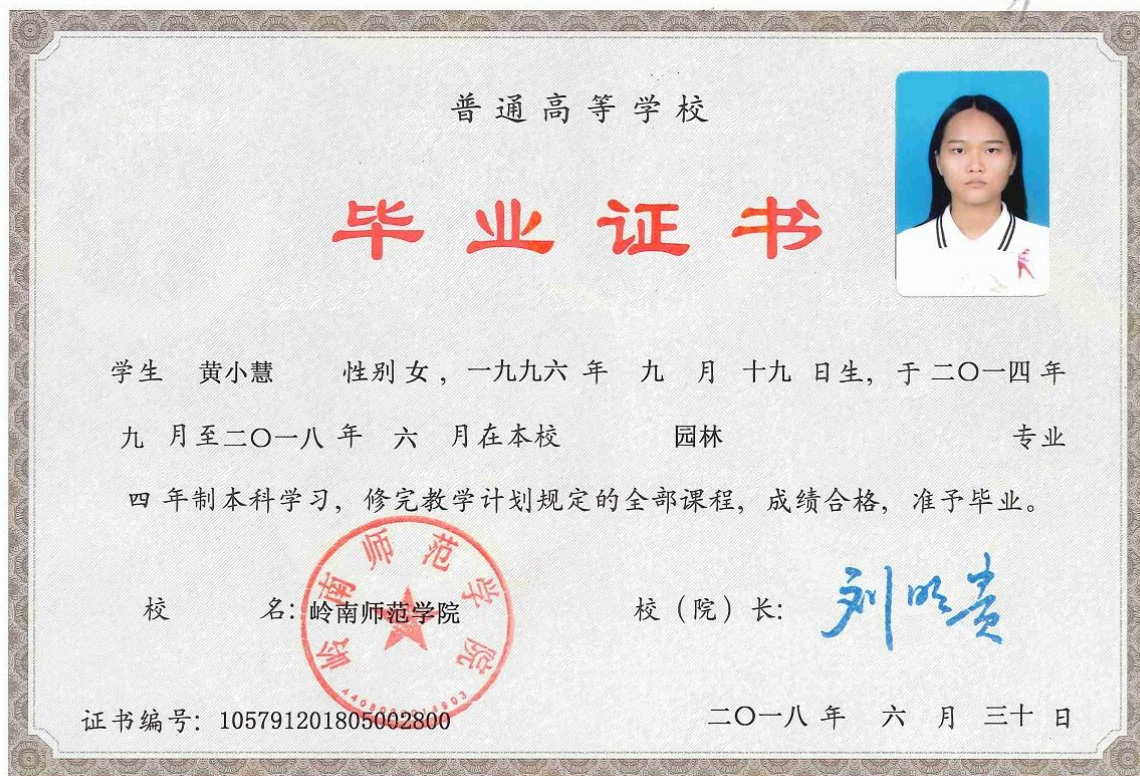 普通高等学校
毕业证书
学生 黄小慧 性别 女，一九九六 年 九 月 十九 日生，于 二〇一四 年
九 月至二〇一八 年 六 月在本校 园林 专业
四 年制本科学习，修完教学计划规定的全部课程，成绩合格，准予毕业。
岭南师范学院
校 名：岭南师范学院 校（院）长：刘明贵
证书编号：105791201805002800 二〇一八 年 六 月 三十 日